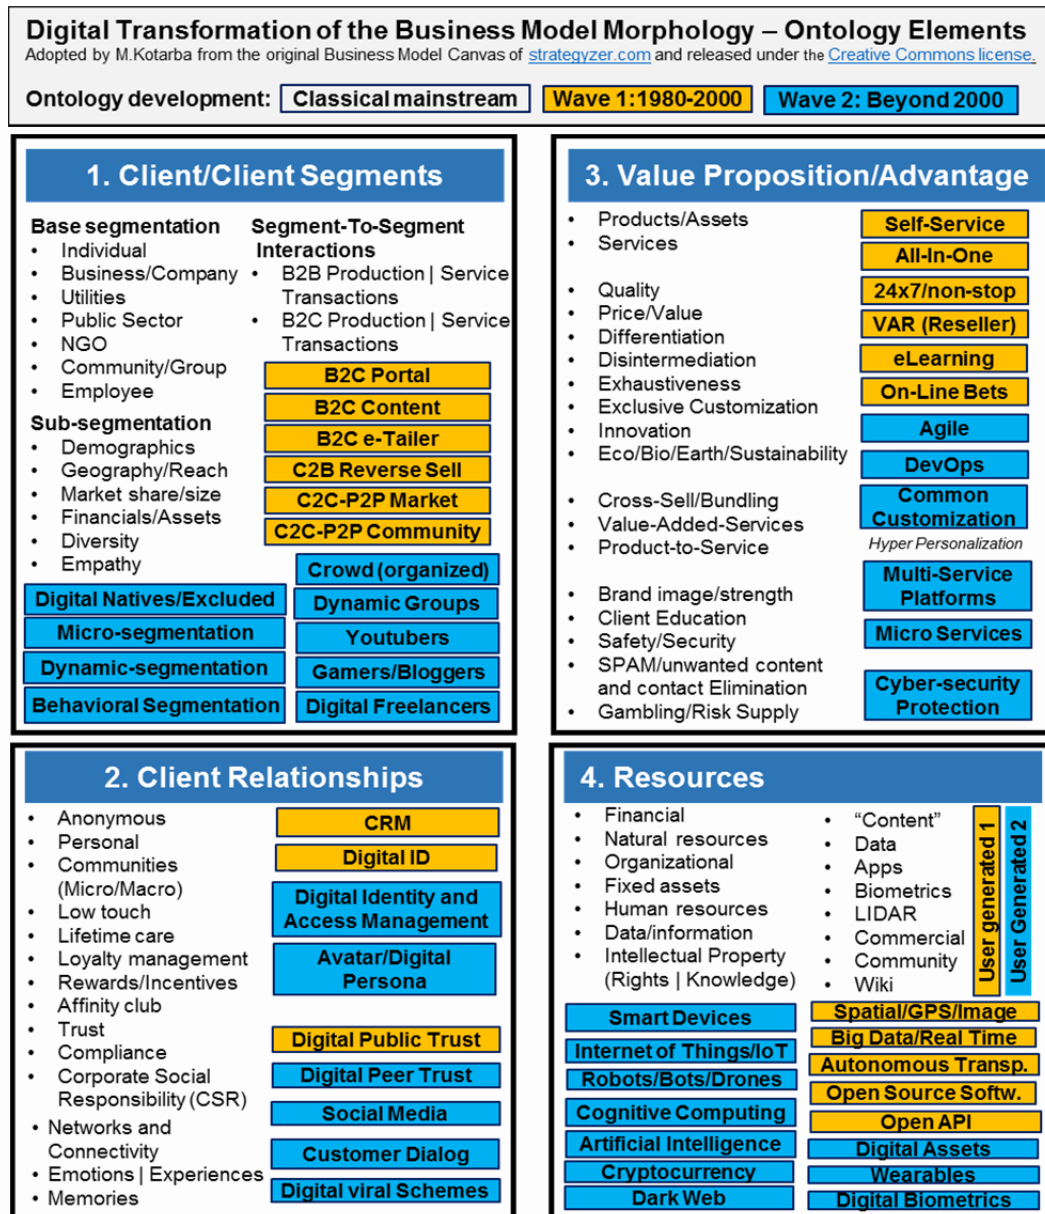 Digital Transformation of the Business Model Morphology – Ontology Elements
Adopted by M.Kotarba from the original Business Model Canvas of strategyzer.com and released under the Creative Commons license.
Ontology development: Classical mainstream Wave 1:1980-2000 Wave 2: Beyond 2000
1. Client/Client Segments
Base segmentation
• Individual
• Business/Company
• Utilities
• Public Sector
• NGO
• Community/Group
• Employee
Sub-segmentation
• Demographics
• Geography/Reach
• Market share/size
• Financials/Assets
• Diversity
• Empathy
Digital Natives/Excluded
Micro-segmentation
Dynamic-segmentation
Behavioral Segmentation
Segment-To-Segment
Interactions
• B2B Production | Service
Transactions
• B2C Production | Service
Transactions
B2C Portal
B2C Content
B2C e-Tailer
C2B Reverse Sell
C2C-P2P Market
C2C-P2P Community
Crowd (organized)
Dynamic Groups
Youtubers
Gamers/Bloggers
Digital Freelancers
3. Value Proposition/Advantage
• Products/Assets
• Services
• Quality
• Price/Value
• Differentiation
• Disintermediation
• Exhaustiveness
• Exclusive Customization
• Innovation
• Eco/Bio/Earth/Sustainability
• Cross-Sell/Bundling
• Value-Added-Services
• Product-to-Service
• Brand image/strength
• Client Education
• Safety/Security
• SPAM/unwanted content
and contact Elimination
• Gambling/Risk Supply
Self-Service
All-In-One
24x7/non-stop
VAR (Reseller)
eLearning
On-Line Bets
Agile
DevOps
Common
Customization
Hyper Personalization
Multi-Service
Platforms
Micro Services
Cyber-security
Protection
2. Client Relationships
• Anonymous
• Personal
• Communities
(Micro/Macro)
• Low touch
• Lifetime care
• Loyalty management
• Rewards/Incentives
• Affinity club
• Trust
• Compliance
• Corporate Social
Responsibility (CSR)
• Networks and
Connectivity
• Emotions | Experiences
• Memories
CRM
Digital ID
Digital Identity and
Access Management
Avatar/Digital
Persona
Digital Public Trust
Digital Peer Trust
Social Media
Customer Dialog
Digital viral Schemes
4. Resources
• Financial
• Natural resources
• Organizational
• Fixed assets
• Human resources
• Data/information
• Intellectual Property
(Rights | Knowledge)
• “Content”
• Data
• Apps
• Biometrics
• LIDAR
• Commercial
• Community
• Wiki
User generated 1
User Generated 2
Smart Devices
Internet of Things/IoT
Robots/Bots/Drones
Cognitive Computing
Artificial Intelligence
Cryptocurrency
Dark Web
Spatial/GPS/Image
Big Data/Real Time
Autonomous Transp.
Open Source Softw.
Open API
Digital Assets
Wearables
Digital Biometrics